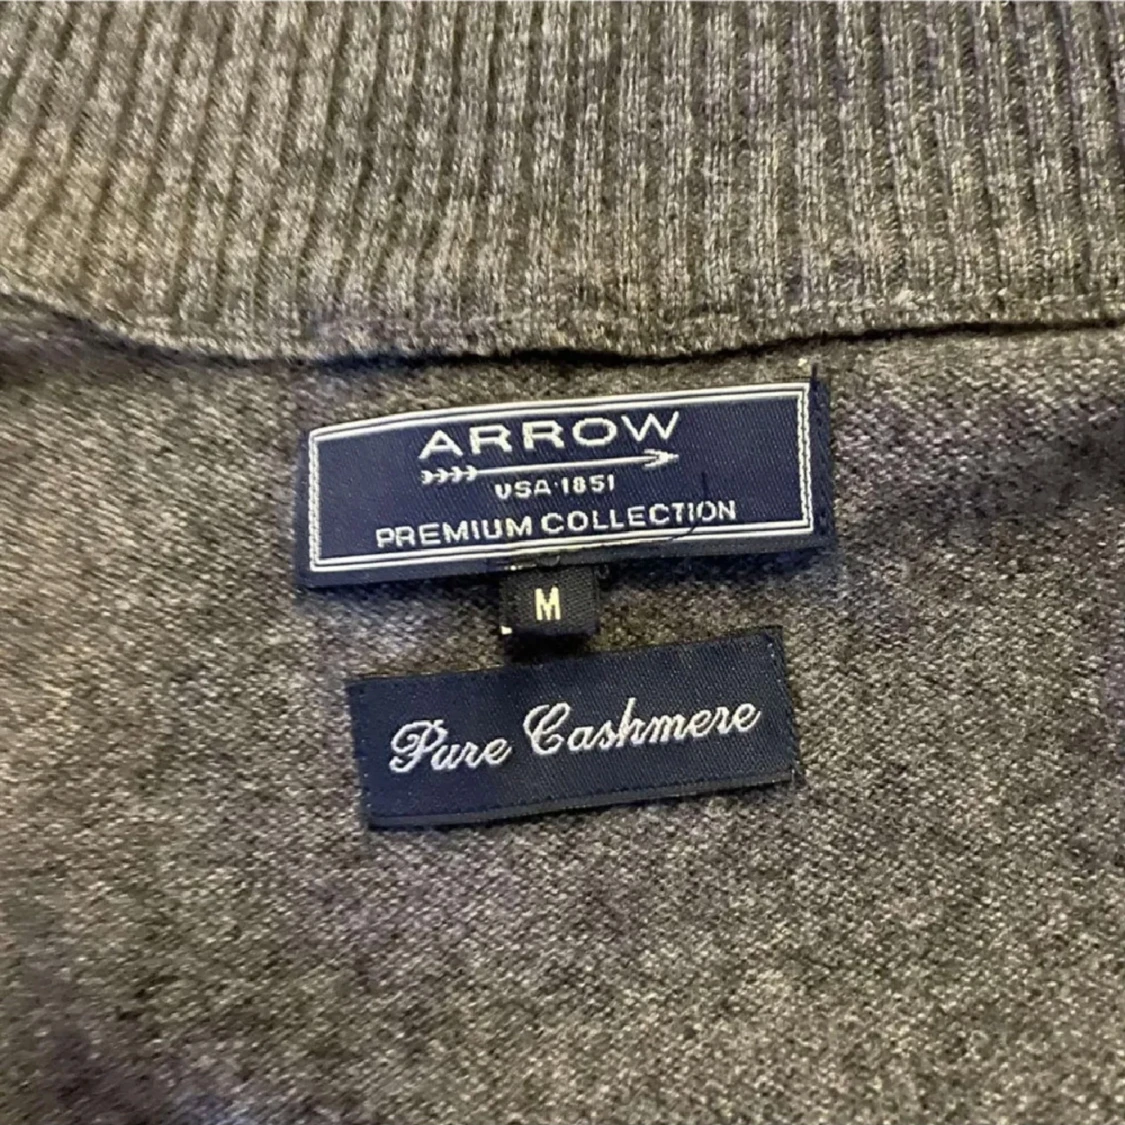 ARROW
USA·1851
PREMIUM COLLECTION
M
Pure Cashmere